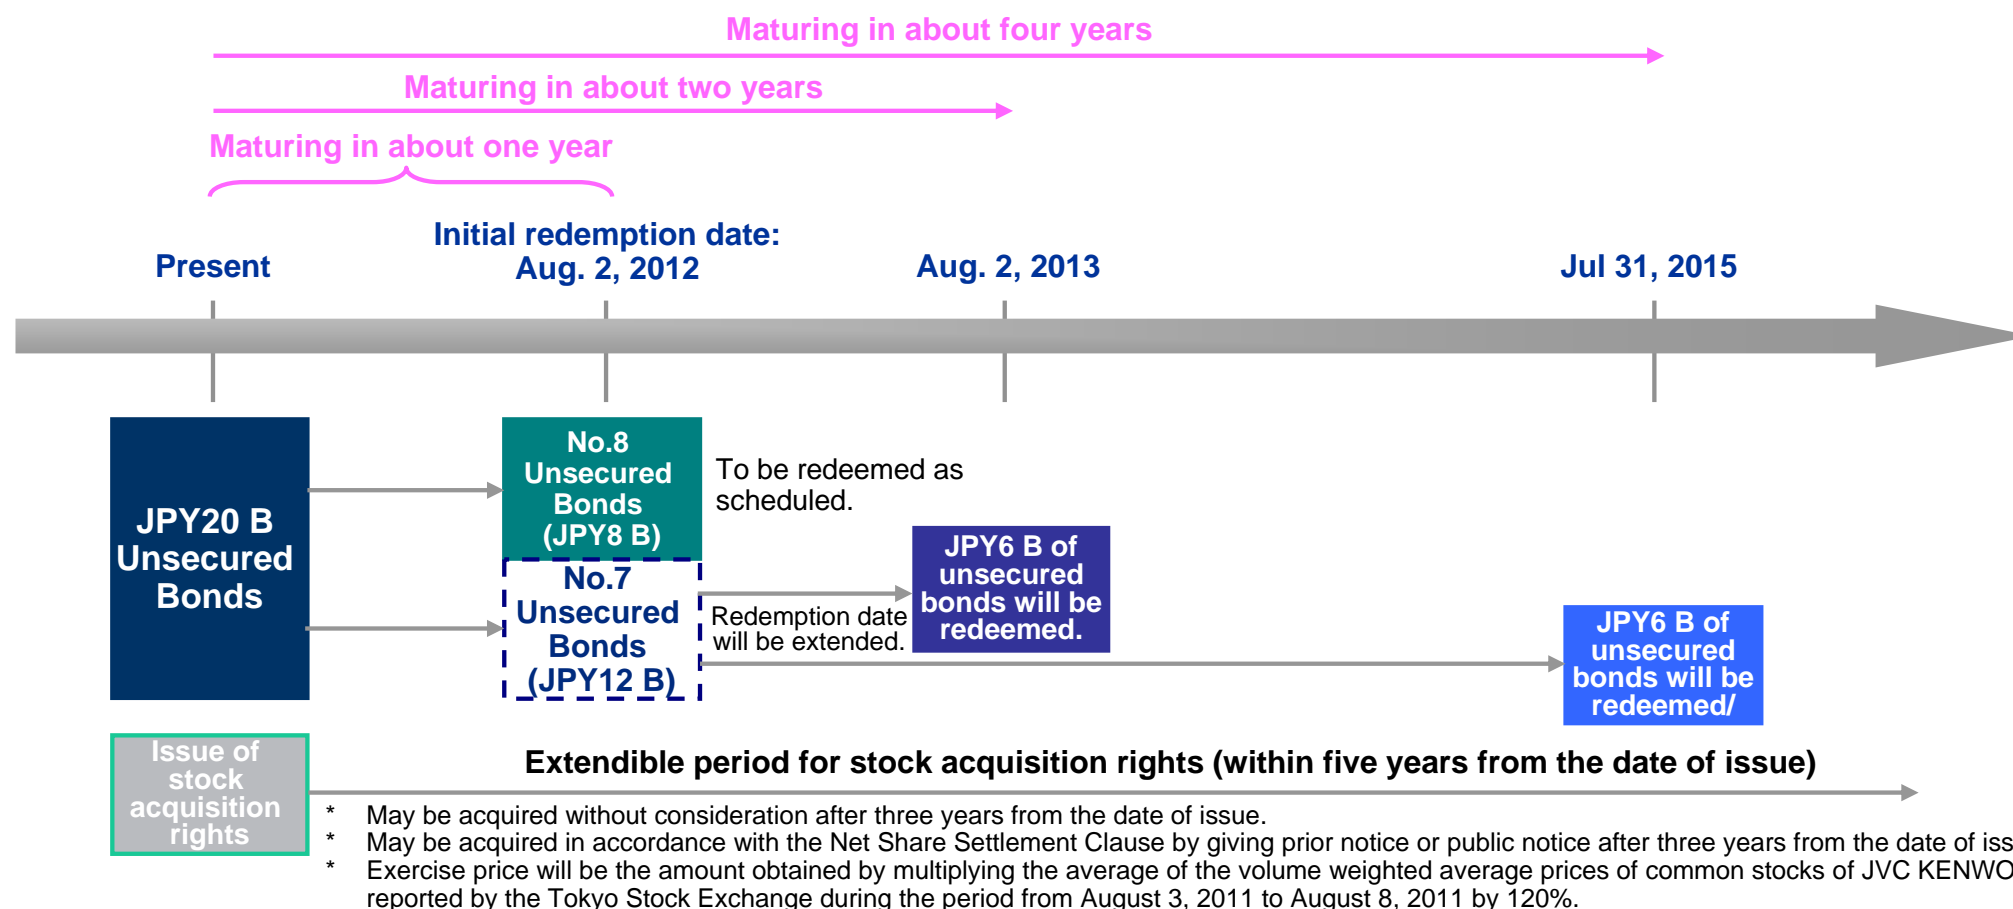 Maturing in about four years
Maturing in about two years
Maturing in about one year
Present
Initial redemption date:
Aug. 2, 2012
Aug. 2, 2013
Jul 31, 2015
JPY20 B
Unsecured
Bonds
No.8
Unsecured
Bonds
(JPY8 B)
To be redeemed as
scheduled.
No.7
Unsecured
Bonds
(JPY12 B)
Redemption date
will be extended.
JPY6 B of
unsecured
bonds will be
redeemed.
JPY6 B of
unsecured
bonds will be
redeemed/
Issue of
stock
acquisition
rights
Extendible period for stock acquisition rights (within five years from the date of issue)
* May be acquired without consideration after three years from the date of issue.
* May be acquired in accordance with the Net Share Settlement Clause by giving prior notice or public notice after three years from the date of iss
* Exercise price will be the amount obtained by multiplying the average of the volume weighted average prices of common stocks of JVC KENWO
reported by the Tokyo Stock Exchange during the period from August 3, 2011 to August 8, 2011 by 120%.